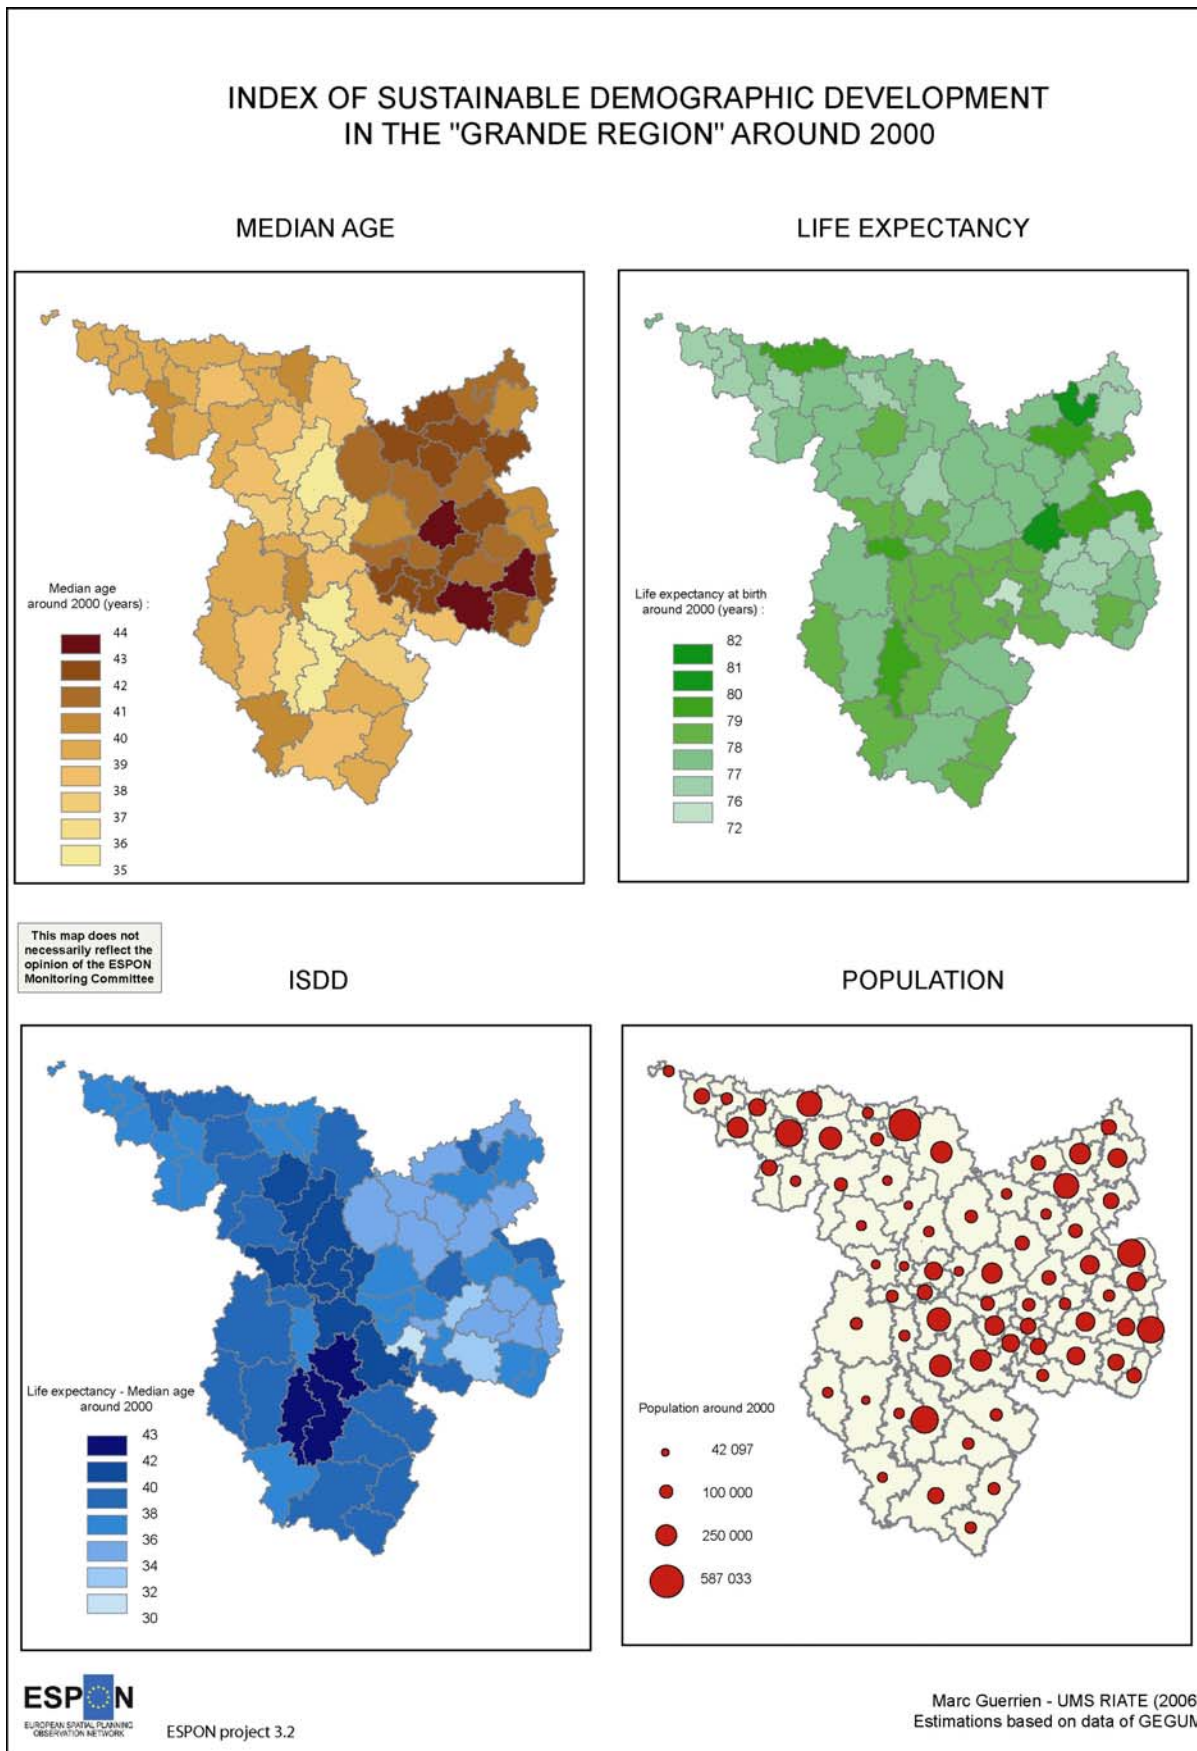 INDEX OF SUSTAINABLE DEMOGRAPHIC DEVELOPMENT
IN THE "GRANDE REGION" AROUND 2000
MEDIAN AGE
Median age
around 2000 (years) :
44
43
42
41
40
39
38
37
36
35
LIFE EXPECTANCY
Life expectancy at birth
around 2000 (years) :
82
81
80
79
78
77
76
72
This map does not
necessarily reflect the
opinion of the ESPON
Monitoring Committee
ISDD
Life expectancy - Median age
around 2000
43
42
40
38
36
34
32
30
POPULATION
Population around 2000
42 097
100 000
250 000
587 033
ESPON
EUROPEAN SPATIAL PLANNING
OBSERVATION NETWORK
ESPON project 3.2
Marc Guerrien - UMS RIATE (2006
Estimations based on data of GEGUM